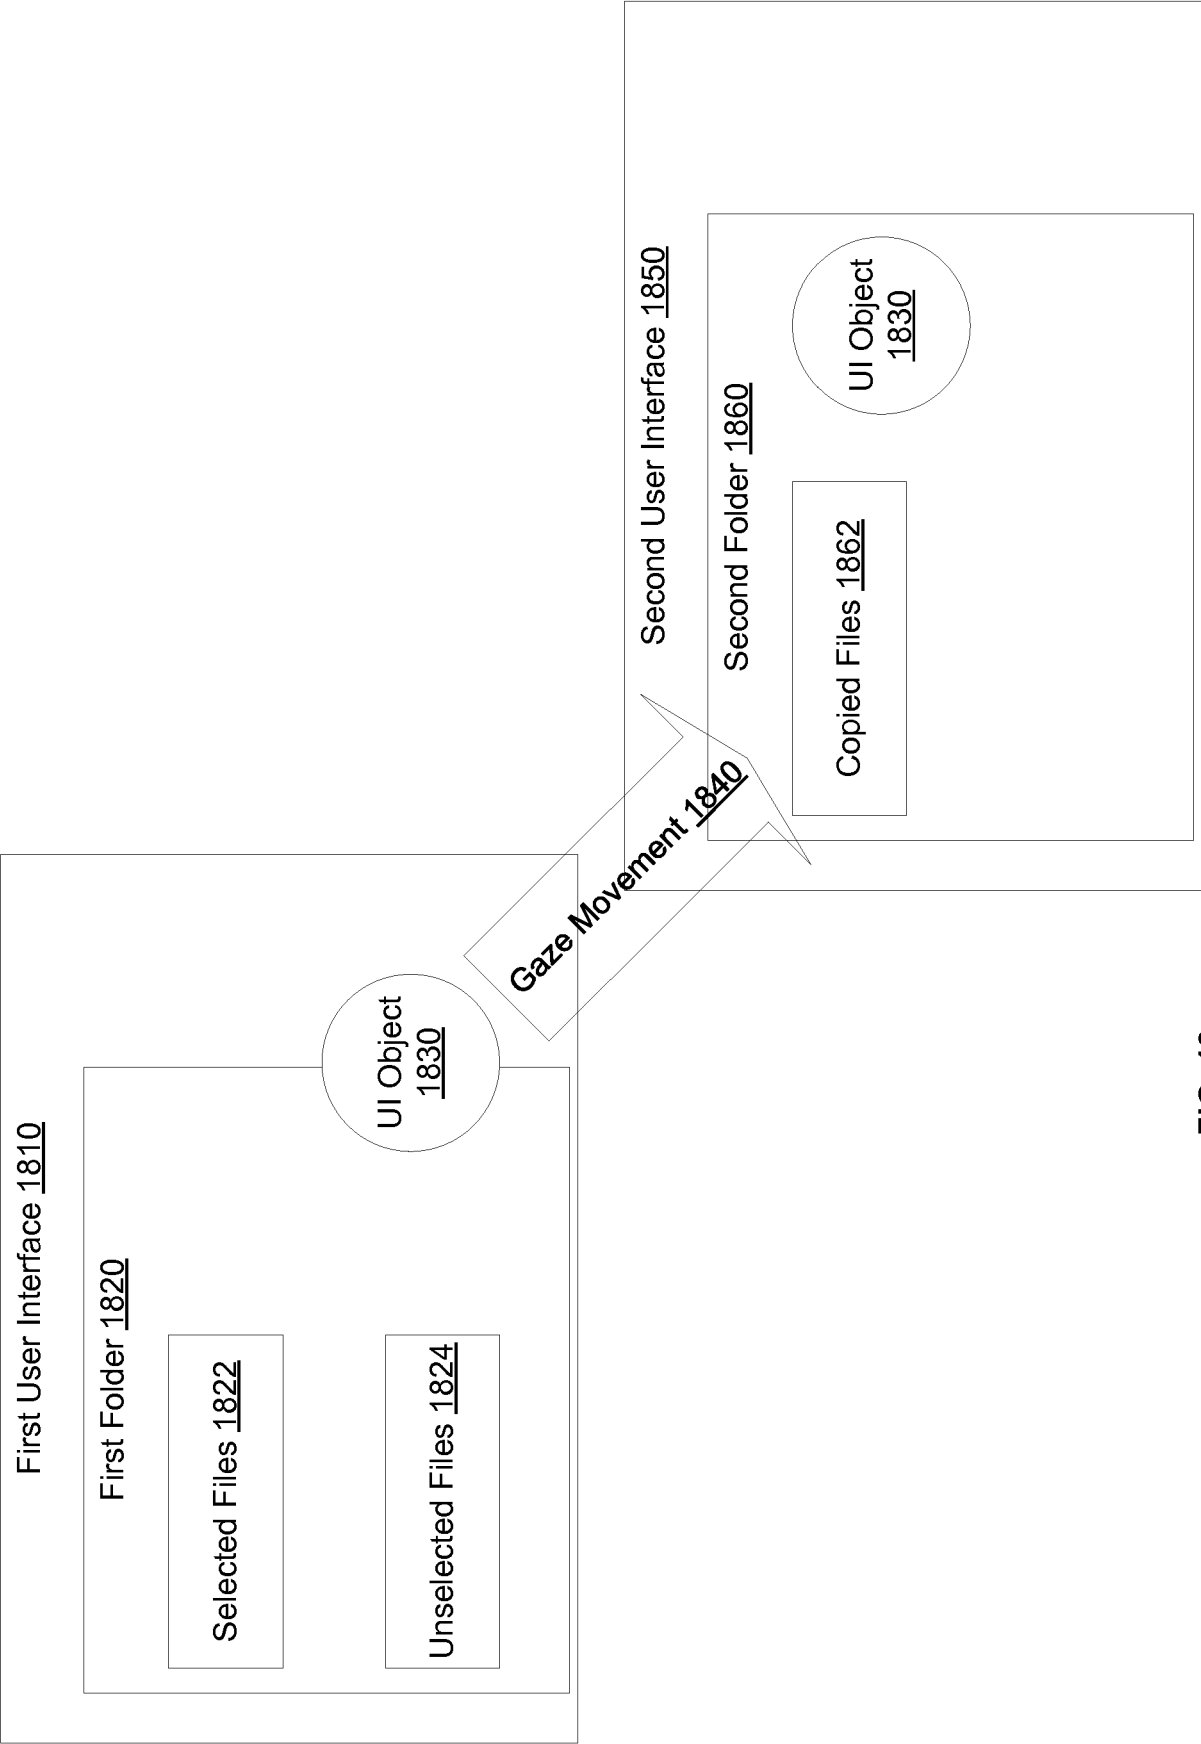 First User Interface 1810
First Folder 1820
Selected Files 1822
Unselected Files 1824
UI Object
1830
Gaze Movement 1840
Second User Interface 1850
Second Folder 1860
Copied Files 1862
UI Object
1830